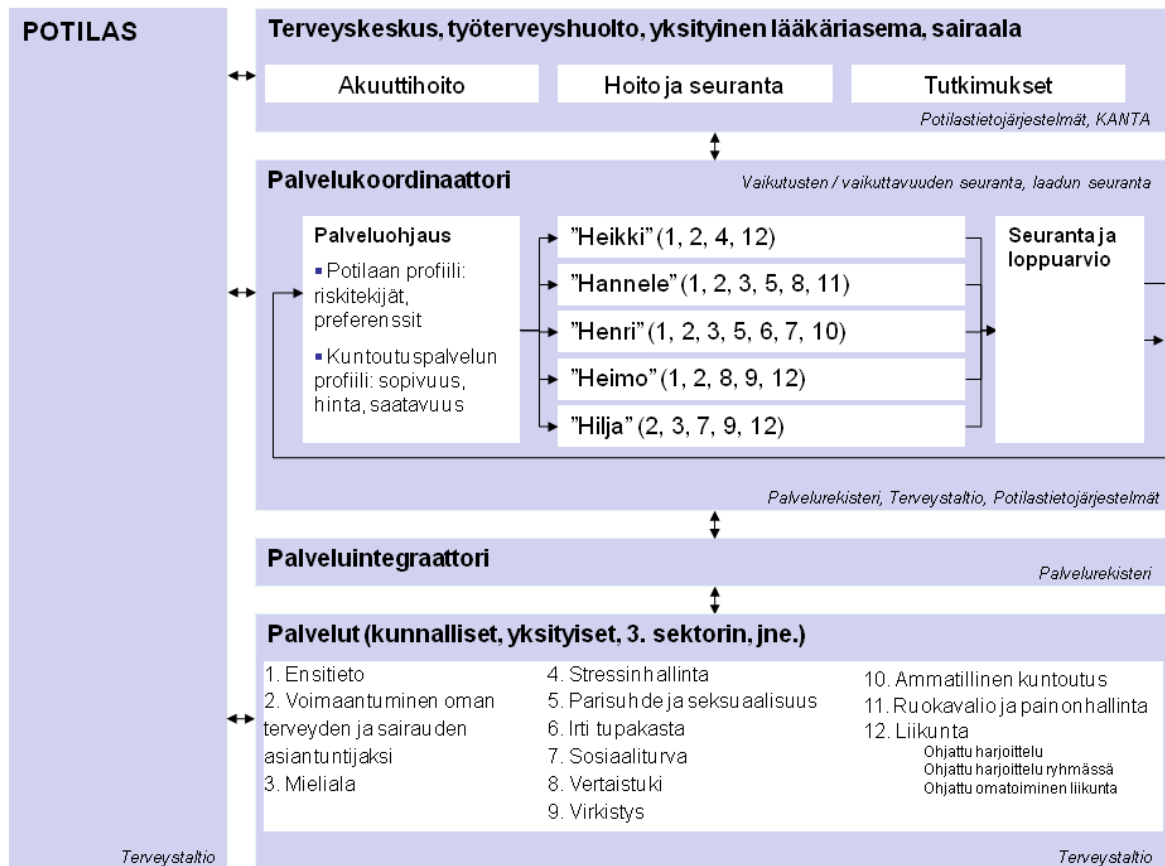 POTILAS
Terveyskeskus, työterveyshuolto, yksityinen lääkäriasema, sairaala
Akuuttihoito
Hoito ja seuranta
Tutkimukset
Potilastietojärjestelmät, KANTA
Palvelukoordinaattori
Vaikutusten / vaikuttavuuden seuranta, laadun seuranta
Palveluohjaus
▪ Potilaan profiili:
riskitekijät,
preferenssit
▪ Kuntoutuspalvelun
profiili: sopivuus,
hinta, saatavuus
”Heikki” (1, 2, 4, 12)
”Hannele” (1, 2, 3, 5, 8, 11)
”Henri” (1, 2, 3, 5, 6, 7, 10)
”Heimo” (1, 2, 8, 9, 12)
”Hilja” (2, 3, 7, 9, 12)
Seuranta ja
loppuarvio
Palvelurekisteri, Terveystaltio, Potilastietojärjestelmät
Palveluintegraattori
Palvelurekisteri
Palvelut (kunnalliset, yksityiset, 3. sektorin, jne.)
1. Ensitieto
2. Voimaantuminen oman
terveyden ja sairauden
asiantuntijaksi
3. Mieliala
4. Stressinhallinta
5. Parisuhde ja seksuaalisuus
6. Irti tupakasta
7. Sosiaaliturva
8. Vertaistuki
9. Virkistys
10. Ammatillinen kuntoutus
11. Ruokavalio ja painonhallinta
12. Liikunta
Ohjattu harjoittelu
Ohjattu harjoittelu ryhmässä
Ohjattu omatoiminen liikunta
Terveystaltio
Terveystaltio